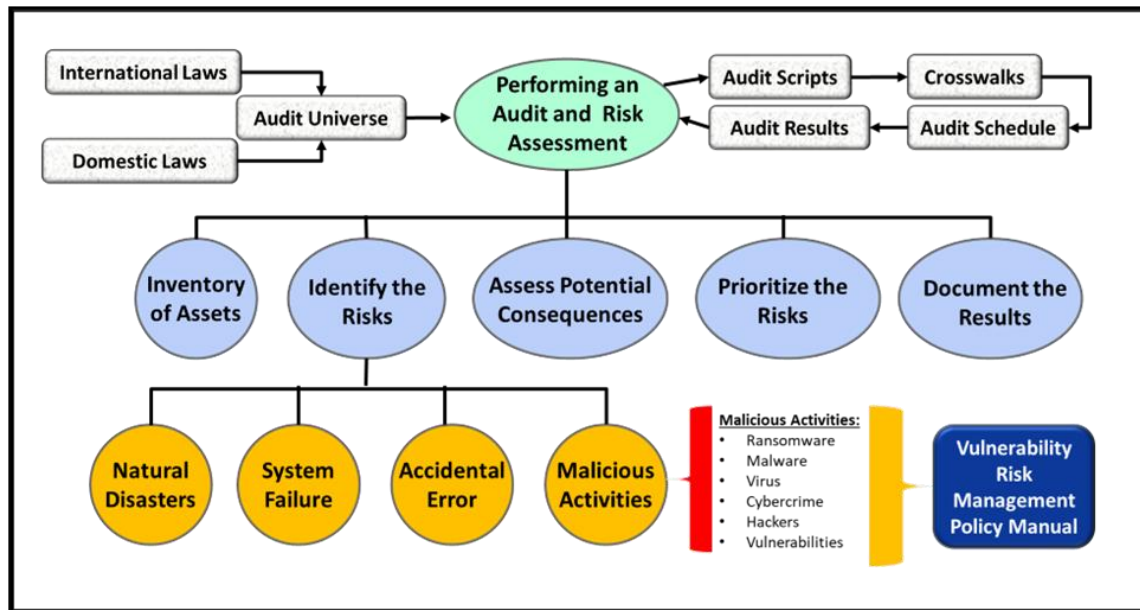 International Laws
Domestic Laws
Audit Universe
Performing an
Audit and Risk
Assessment
Audit Scripts
Crosswalks
Audit Results
Audit Schedule
Inventory
of Assets
Identify the
Risks
Assess Potential
Consequences
Prioritize the
Risks
Document the
Results
Natural
Disasters
System
Failure
Accidental
Error
Malicious
Activities
Malicious Activities:
• Ransomware
• Malware
• Virus
• Cybercrime
• Hackers
• Vulnerabilities
Vulnerability
Risk
Management
Policy Manual